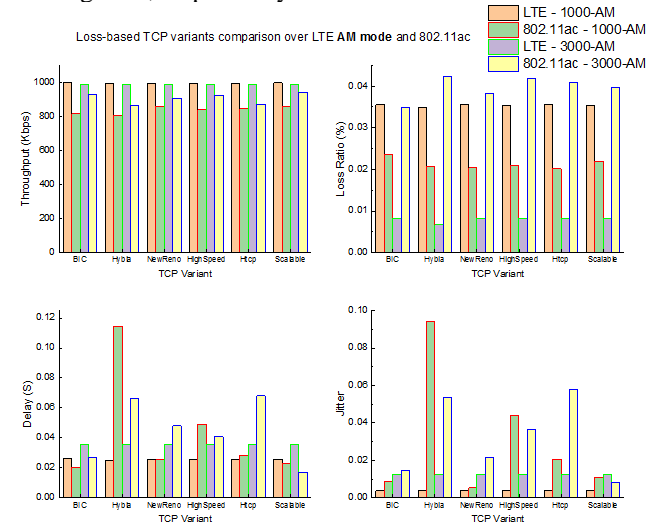 Loss-based TCP variants comparison over LTE AM mode and 802.11ac
LTE - 1000-AM
802.11ac - 1000-AM
LTE - 3000-AM
802.11ac - 3000-AM
Throughput (Kbps)
1000
800
600
400
200
0
BIC Hybla NewReno HighSpeed Htcp Scalable
TCP Variant
Loss Ratio (%)
0.04
0.03
0.02
0.01
0.00
BIC Hybla NewReno HighSpeed Htcp Scalable
TCP Variant
Delay (S)
0.12
0.10
0.08
0.06
0.04
0.02
0.00
BIC Hybla NewReno HighSpeed Htcp Scalable
TCP Variant
Jitter
0.10
0.08
0.06
0.04
0.02
0.00
BIC Hybla NewReno HighSpeed Htcp Scalable
TCP Variant